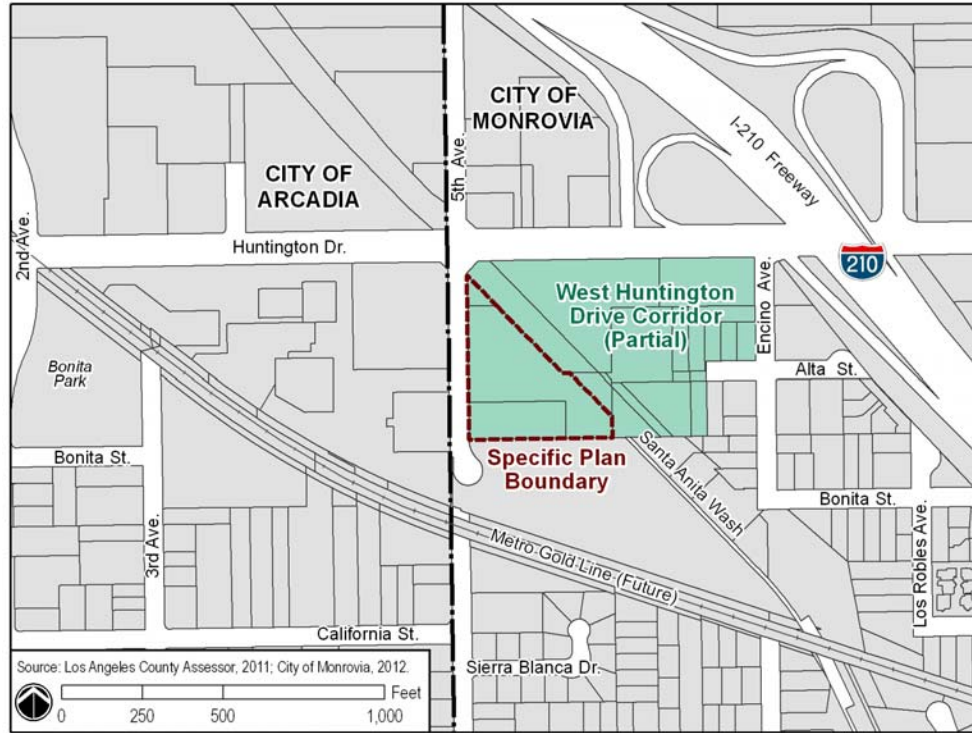 CITY OF
MONROVIA
CITY OF
ARCADIA
5th Ave.
I-210 Freeway
2nd Ave.
Huntington Dr.
210
West Huntington
Drive Corridor
(Partial)
Encino Ave.
Alta St.
Bonita
Park
Bonita St.
Specific Plan
Boundary
Santa Anita Wash
Bonita St.
3rd Ave.
Metro Gold Line (Future)
Los Robles Ave.
California St.
Sierra Blanca Dr.
Source: Los Angeles County Assessor, 2011; City of Monrovia, 2012.
Feet
0 250 500 1,000